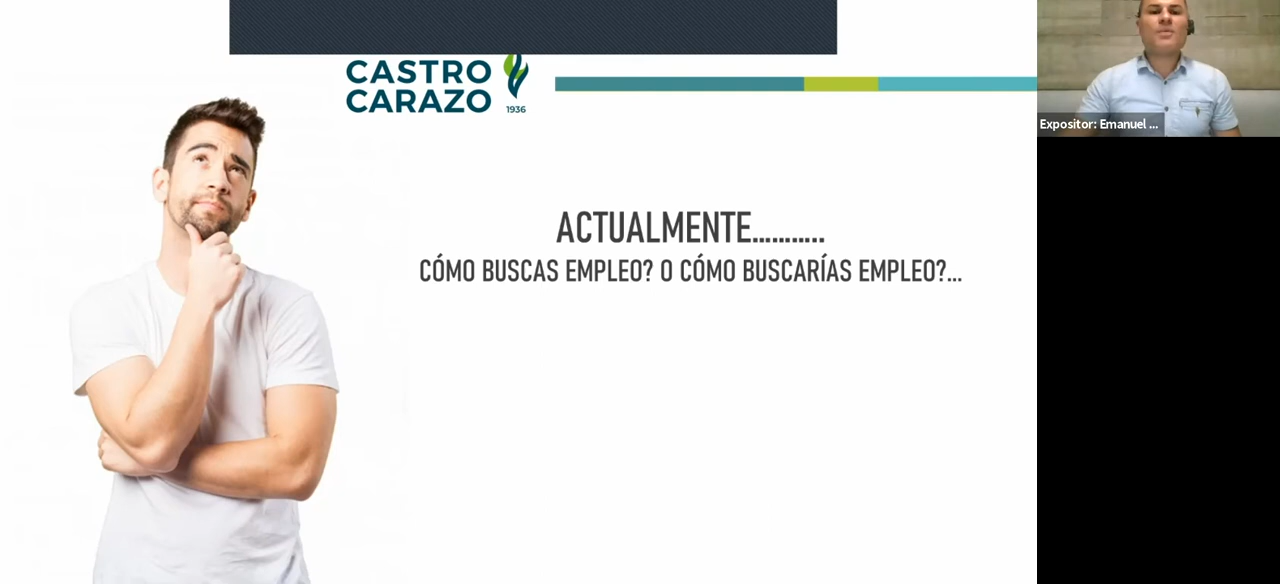 CASTRO
CARAZO
1936
Expositor: Emanuel ...
ACTUALMENTE...........
CÓMO BUSCAS EMPLEO? O CÓMO BUSCARÍAS EMPLEO?...